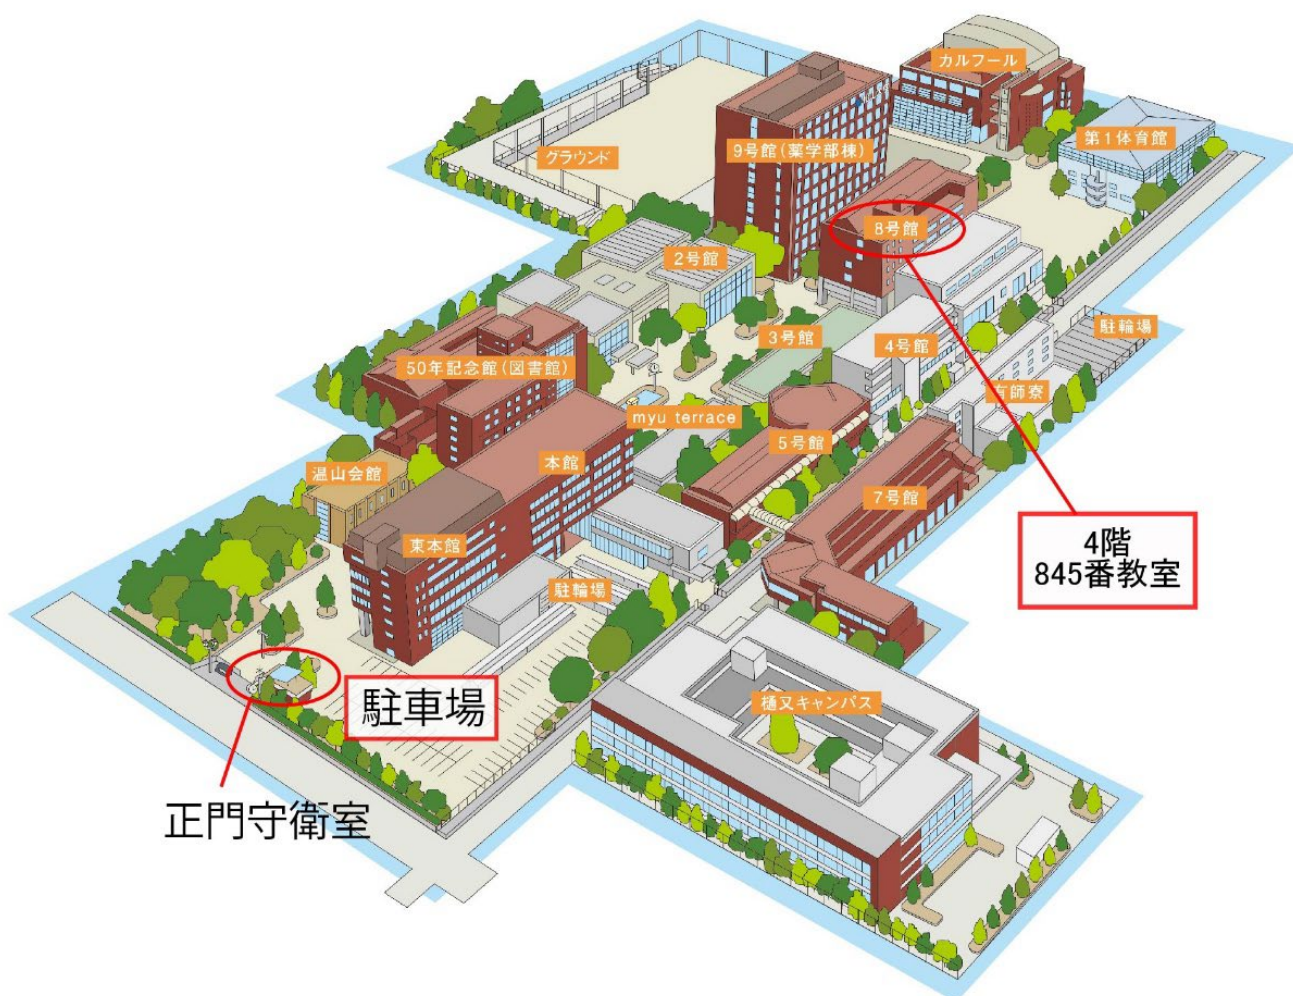 カルフール
第1体育館
9号館(薬学部棟)
グラウンド
8号館
2号館
駐輪場
3号館
4号館
50年記念館(図書館)
有師寮
myu terrace
5号館
本館
温山会館
7号館
東本館
4階
845番教室
駐輪場
駐車場
樋又キャンパス
正門守衛室